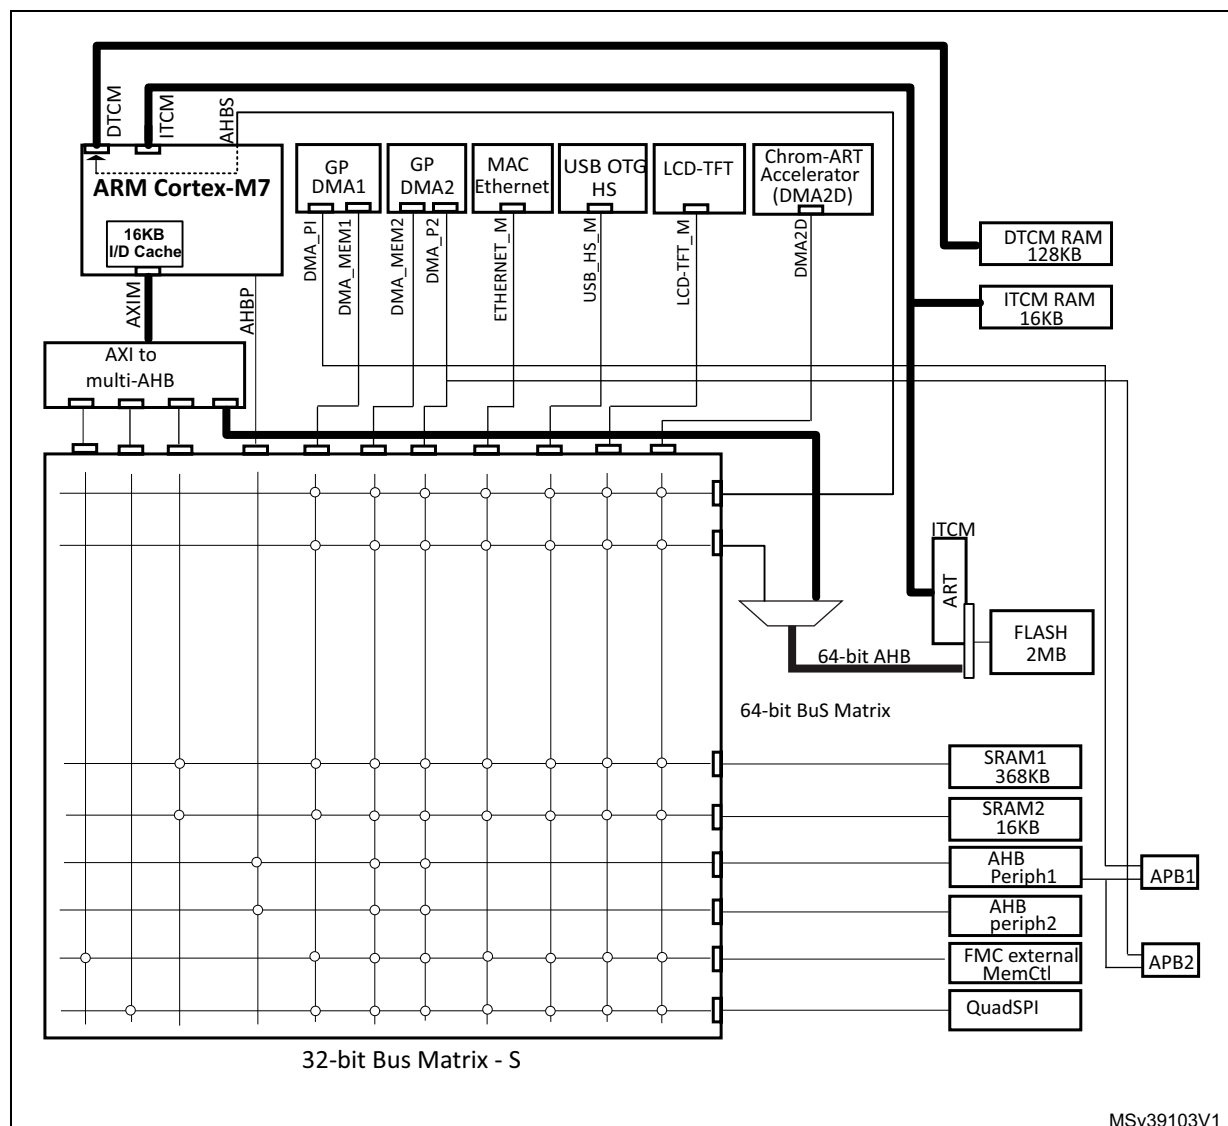 DTCM
ITCM
AHBS
ARM Cortex-M7
16KB
I/D Cache
AXIM
AHBP
GP
DMA1
GP
DMA2
MAC
Ethernet
USB OTG
HS
LCD-TFT
Chrom-ART
Accelerator
(DMA2D)
DMA_PI
DMA_MEM1
DMA_MEM2
DMA_P2
ETHERNET_M
USB_HS_M
LCD-TFT_M
DMA2D
DTCM RAM
128KB
ITCM RAM
16KB
AXI to
multi-AHB
ITCM
ART
FLASH
2MB
64-bit AHB
64-bit BuS Matrix
SRAM1
368KB
SRAM2
16KB
AHB
Periph1
APB1
AHB
periph2
FMC external
MemCtl
APB2
QuadSPI
32-bit Bus Matrix - S
MSv39103V1